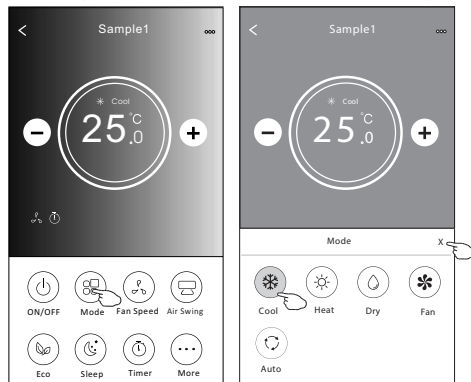 Sample1
Cool
25.0°C
ON/OFF Mode Fan Speed Air Swing
Eco Sleep Timer More
Sample1
Cool
25.0°C
Mode X
Cool Heat Dry Fan
Auto